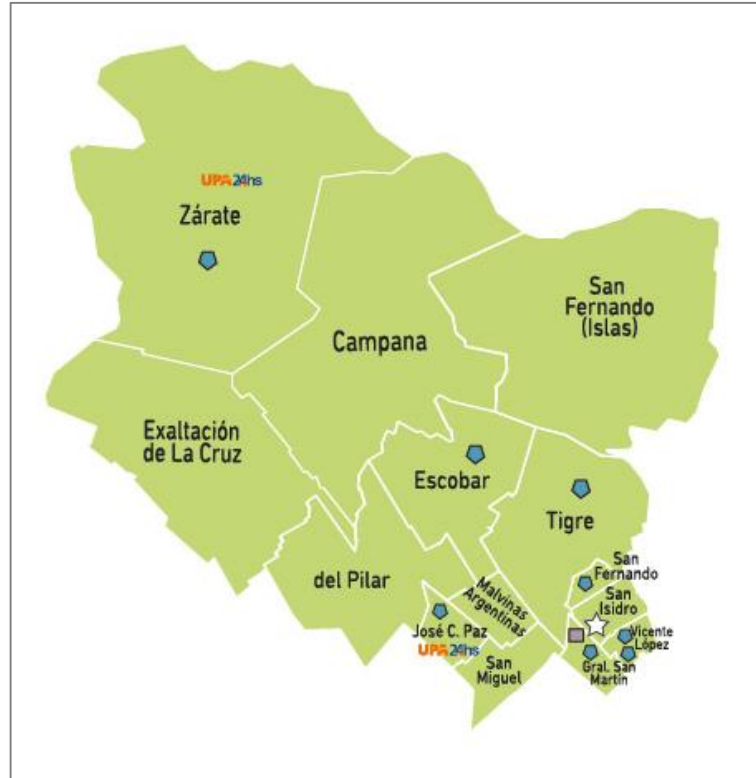 UPA24hs
Zárate
San
Fernando
(Islas)
Campana
Exaltación
de La Cruz
Escobar
Tigre
San
Fernando
del Pilar
Malvinas
Argentinas
San
Isidro
José C. Paz
UPA24hs
Vicente
López
San
Miguel
Gral. San
Martín